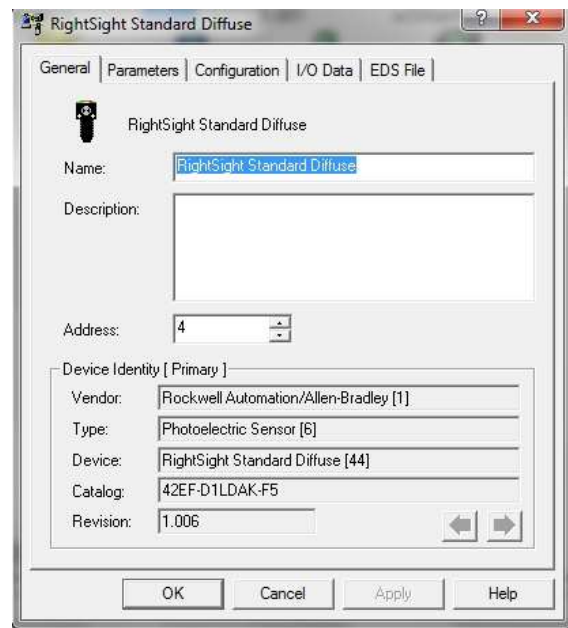 RightSight Standard Diffuse
General Parameters Configuration I/O Data EDS File
RightSight Standard Diffuse
Name: RightSight Standard Diffuse
Description:
Address: 4
Device Identity [ Primary ]
Vendor: Rockwell Automation/Allen-Bradley [1]
Type: Photoelectric Sensor [6]
Device: RightSight Standard Diffuse [44]
Catalog: 42EF-D1LDAK-F5
Revision: 1.006
OK Cancel Apply Help